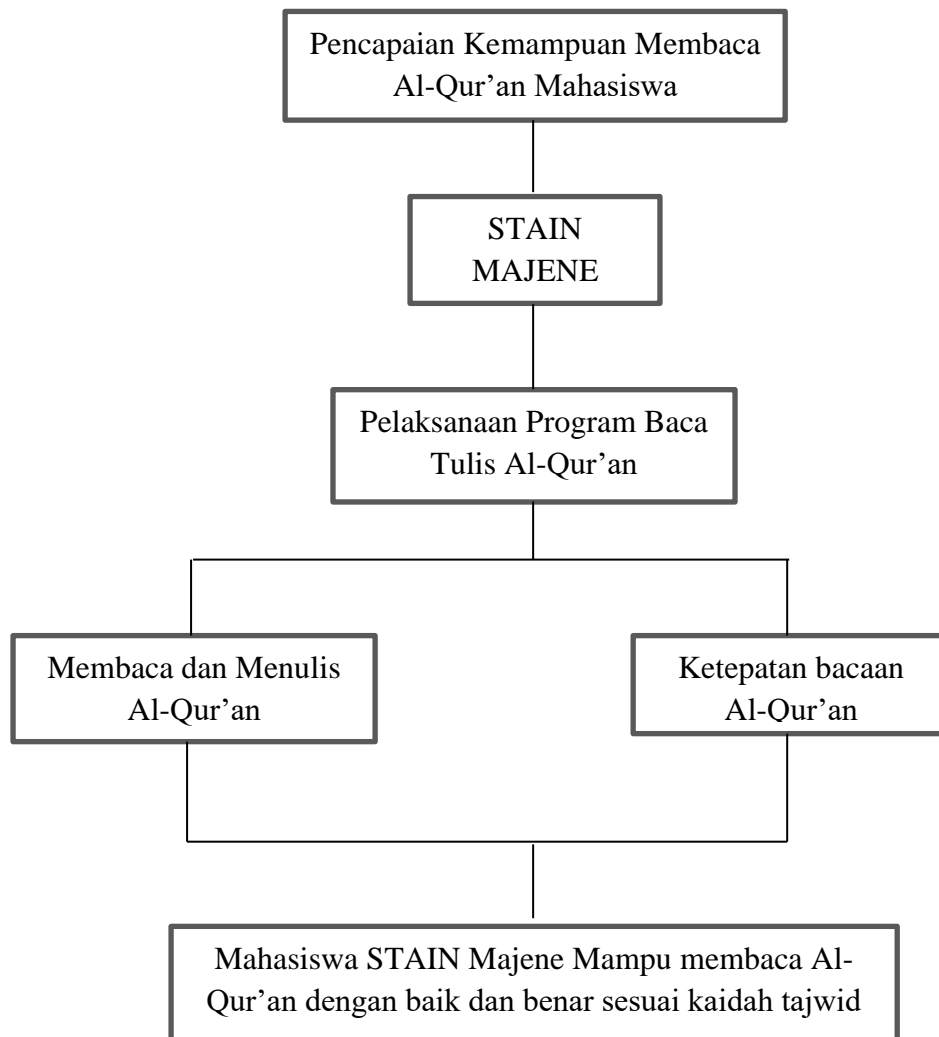 Pencapaian Kemampuan Membaca
Al-Qur’an Mahasiswa
STAIN
MAJENE
Pelaksanaan Program Baca
Tulis Al-Qur’an
Membaca dan Menulis
Al-Qur’an
Ketepatan bacaan
Al-Qur’an
Mahasiswa STAIN Majene Mampu membaca Al-
Qur’an dengan baik dan benar sesuai kaidah tajwid